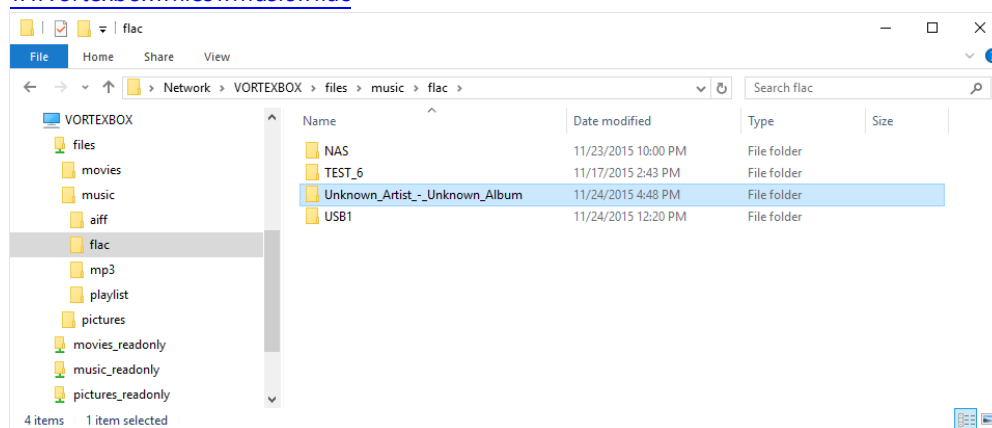 flac
File Home Share View
Network > VORTEXBOX > files > music > flac >
Search flac
VORTEXBOX
files
movies
music
aiff
flac
mp3
playlist
pictures
movies_readonly
music_readonly
pictures_readonly
Name Date modified Type Size
NAS 11/23/2015 10:00 PM File folder
TEST_6 11/17/2015 2:43 PM File folder
Unknown_Artist_-_Unknown_Album 11/24/2015 4:48 PM File folder
USB1 11/24/2015 12:20 PM File folder
4 items 1 item selected